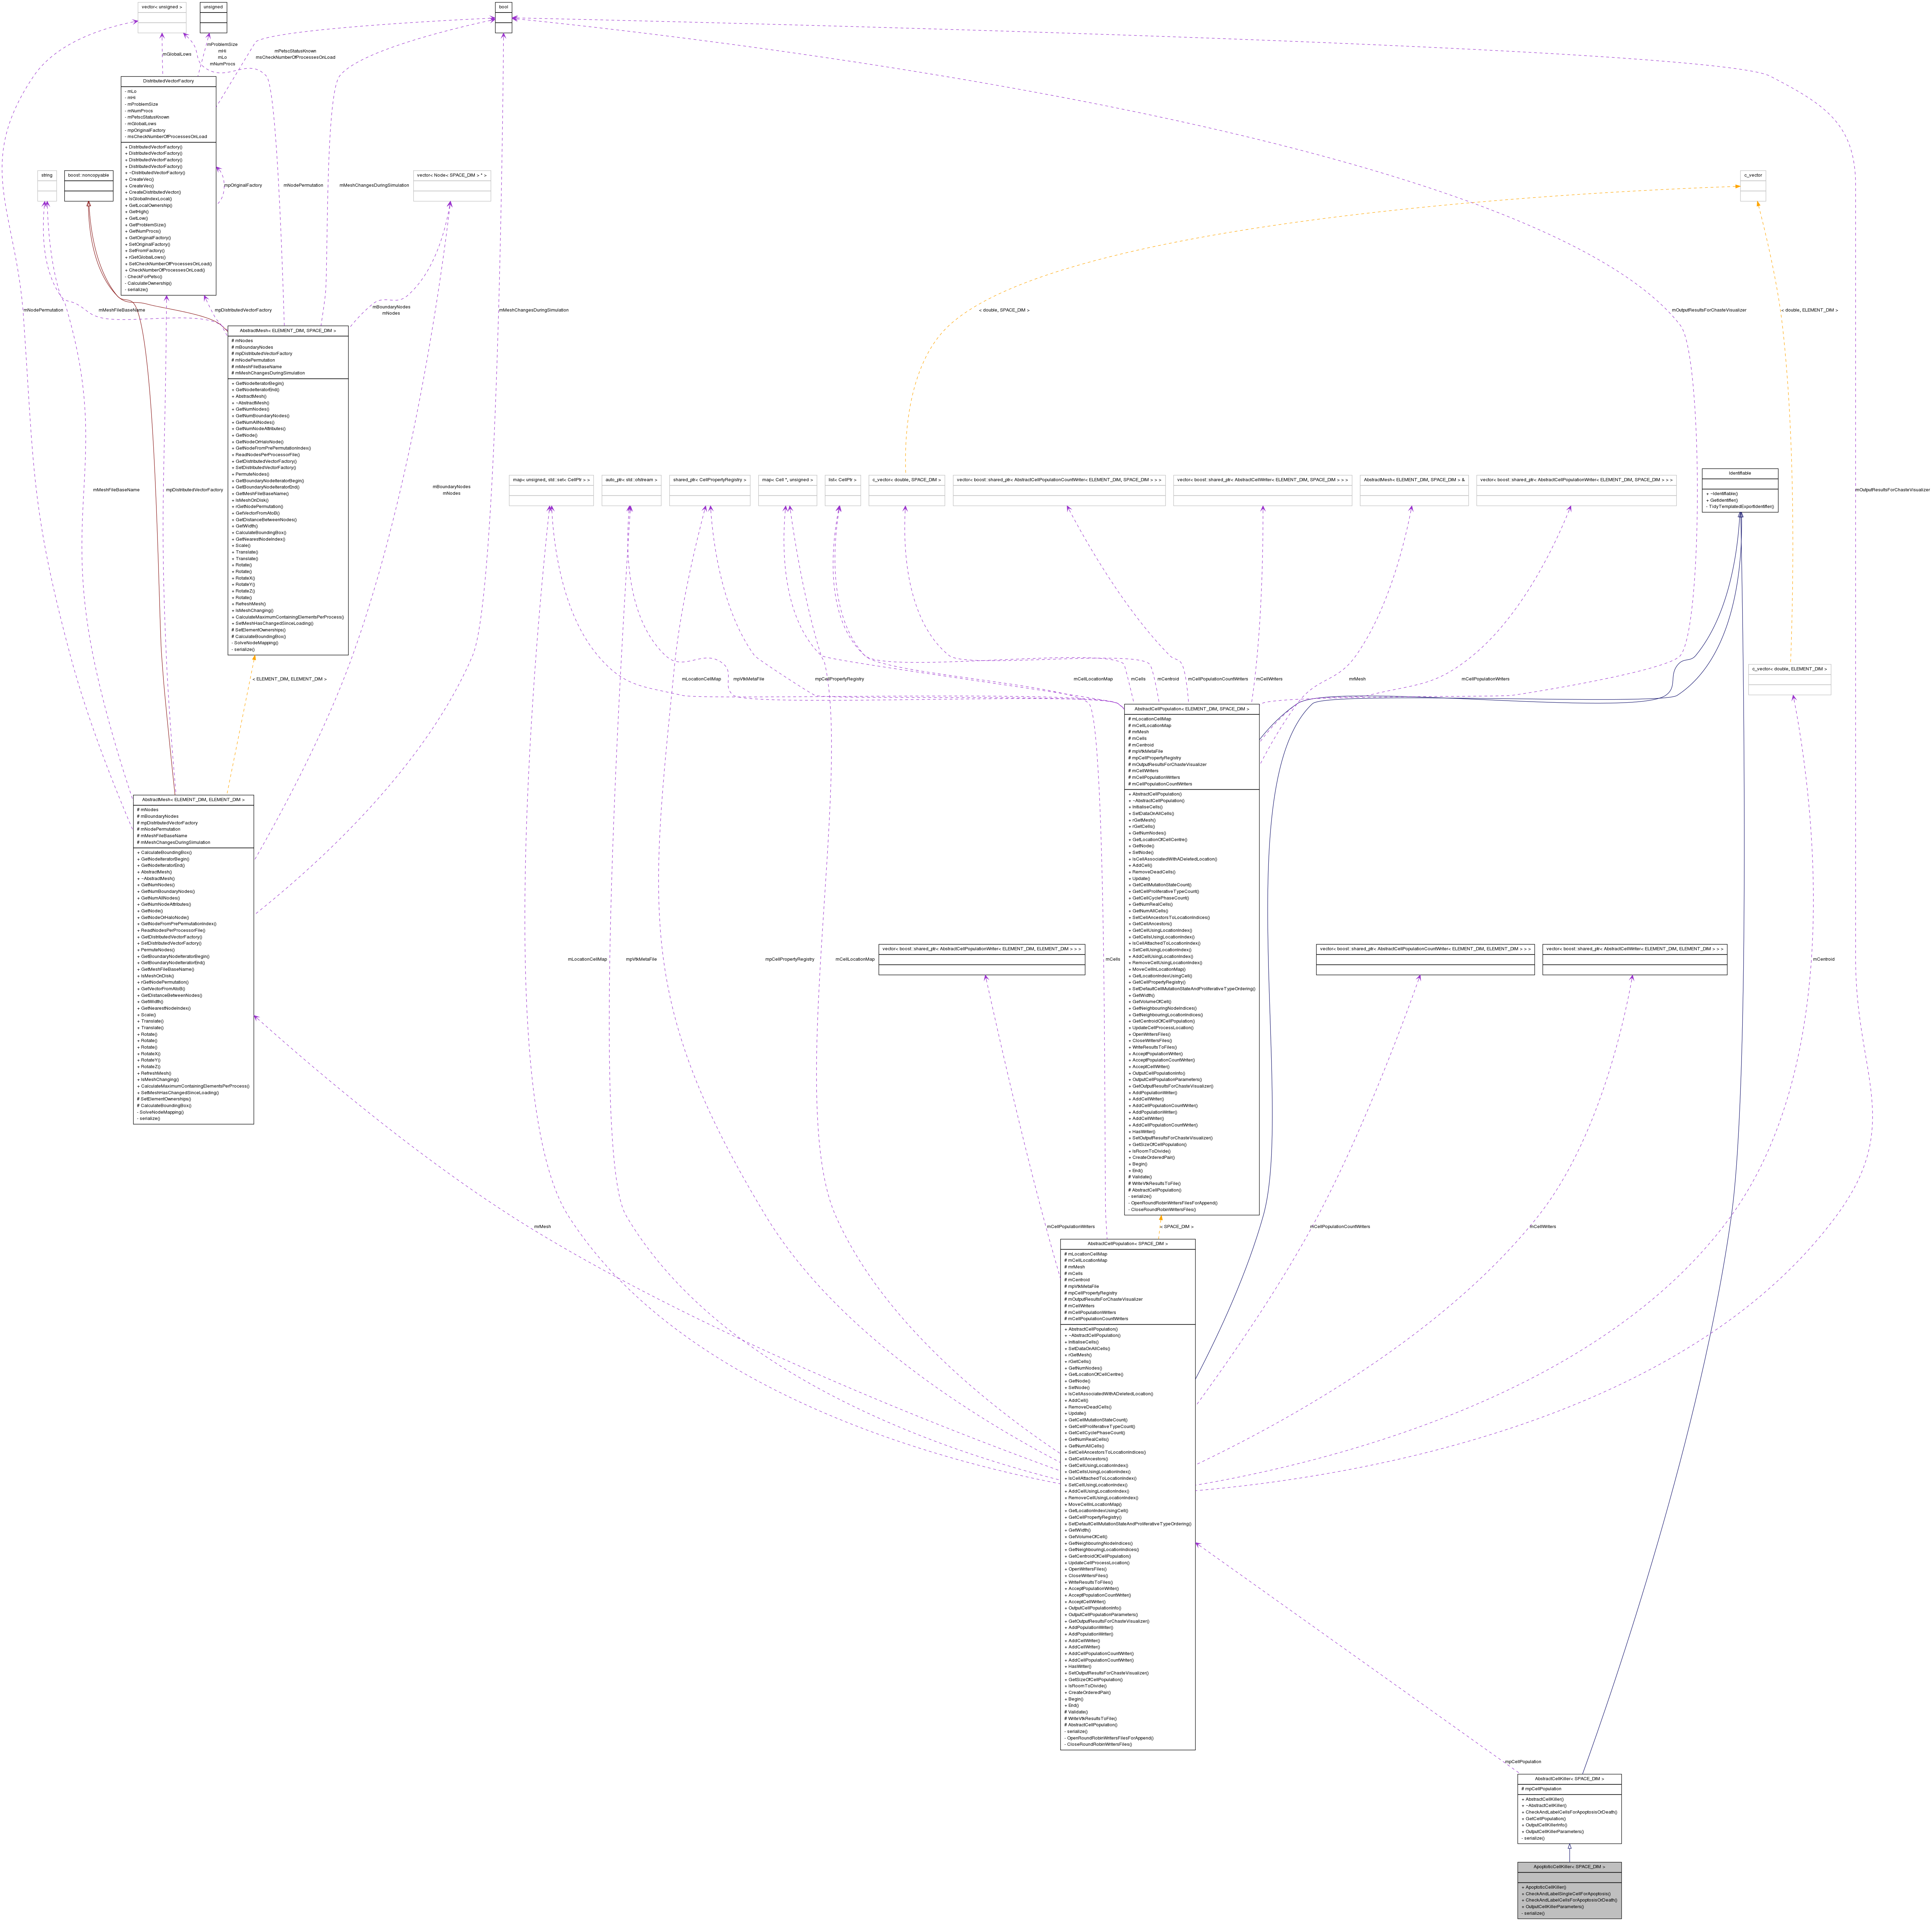 vector< unsigned >
unsigned
bool
mGlobalLows
mProblemSize
mHi
mLo
mNumProcs
mPetscStatusKnown
msCheckNumberOfProcessesOnLoad
DistributedVectorFactory
- mLo
- mHi
- mProblemSize
- mNumProcs
- mPetscStatusKnown
- mGlobalLows
- mpOriginalFactory
- msCheckNumberOfProcessesOnLoad
+ DistributedVectorFactory()
+ DistributedVectorFactory()
+ DistributedVectorFactory()
+ DistributedVectorFactory()
+ ~DistributedVectorFactory()
+ CreateVec()
+ CreateVec()
+ CreateDistributedVector()
+ IsGlobalIndexLocal()
+ GetLocalOwnership()
+ GetHigh()
+ GetLow()
+ GetProblemSize()
+ GetNumProcs()
+ GetOriginalFactory()
+ SetOriginalFactory()
+ SetFromFactory()
+ rGetGlobalLows()
+ SetCheckNumberOfProcessesOnLoad()
+ CheckNumberOfProcessesOnLoad()
- CheckForPetsc()
- CalculateOwnership()
- serialize()
string
boost::noncopyable
mpOriginalFactory
mNodePermutation
mMeshChangesDuringSimulation
vector< Node< SPACE_DIM > * >
c_vector
mNodePermutation
mMeshFileBaseName
mpDistributedVectorFactory
mBoundaryNodes
mNodes
mMeshChangesDuringSimulation
< double, SPACE_DIM >
mOutputResultsForChasteVisualizer
< double, ELEMENT_DIM >
AbstractMesh< ELEMENT_DIM, SPACE_DIM >
# mNodes
# mBoundaryNodes
# mpDistributedVectorFactory
# mNodePermutation
# mMeshFileBaseName
# mMeshChangesDuringSimulation
+ GetNodeIteratorBegin()
+ GetNodeIteratorEnd()
+ AbstractMesh()
+ ~AbstractMesh()
+ GetNumNodes()
+ GetNumBoundaryNodes()
+ GetNumAllNodes()
+ GetNumNodeAttributes()
+ GetNode()
+ GetNodeOrHaloNode()
+ GetNodeFromPrePermutationIndex()
+ ReadNodesPerProcessorFile()
+ GetDistributedVectorFactory()
+ SetDistributedVectorFactory()
+ PermuteNodes()
+ GetBoundaryNodeIteratorBegin()
+ GetBoundaryNodeIteratorEnd()
+ GetMeshFileBaseName()
+ IsMeshOnDisk()
+ rGetNodePermutation()
+ GetVectorFromAtoB()
+ GetDistanceBetweenNodes()
+ GetWidth()
+ CalculateBoundingBox()
+ GetNearestNodeIndex()
+ Scale()
+ Translate()
+ Translate()
+ Rotate()
+ Rotate()
+ RotateX()
+ RotateY()
+ RotateZ()
+ Rotate()
+ RefreshMesh()
+ IsMeshChanging()
+ CalculateMaximumContainingElementsPerProcess()
+ SetMeshHasChangedSinceLoading()
# SetElementOwnerships()
# CalculateBoundingBox()
- SolveNodeMapping()
- serialize()
mMeshFileBaseName
mpDistributedVectorFactory
mBoundaryNodes
mNodes
mOutputResultsForChasteVisualizer
map< unsigned, std::set< CellPtr > >
auto_ptr< std::ofstream >
shared_ptr< CellPropertyRegistry >
map< Cell *, unsigned >
list< CellPtr >
c_vector< double, SPACE_DIM >
vector< boost::shared_ptr< AbstractCellPopulationCountWriter< ELEMENT_DIM, SPACE_DIM > > >
vector< boost::shared_ptr< AbstractCellWriter< ELEMENT_DIM, SPACE_DIM > > >
AbstractMesh< ELEMENT_DIM, SPACE_DIM > &
vector< boost::shared_ptr< AbstractCellPopulationWriter< ELEMENT_DIM, SPACE_DIM > > >
Identifiable
+ ~Identifiable()
+ GetIdentifier()
- TidyTemplatedExportIdentifier()
< ELEMENT_DIM, ELEMENT_DIM >
mLocationCellMap
mpVtkMetaFile
mpCellPropertyRegistry
mCellLocationMap
mCells
mCentroid
mCellPopulationCountWriters
mCellWriters
mrMesh
mCellPopulationWriters
c_vector< double, ELEMENT_DIM >
AbstractCellPopulation< ELEMENT_DIM, SPACE_DIM >
# mLocationCellMap
# mCellLocationMap
# mrMesh
# mCells
# mCentroid
# mpVtkMetaFile
# mpCellPropertyRegistry
# mOutputResultsForChasteVisualizer
# mCellWriters
# mCellPopulationWriters
# mCellPopulationCountWriters
+ AbstractCellPopulation()
+ ~AbstractCellPopulation()
+ InitialiseCells()
+ SetDataOnAllCells()
+ rGetMesh()
+ rGetCells()
+ GetNumNodes()
+ GetLocationOfCellCentre()
+ GetNode()
+ SetNode()
+ IsCellAssociatedWithADeletedLocation()
+ AddCell()
+ RemoveDeadCells()
+ Update()
+ GetCellMutationStateCount()
+ GetCellProliferativeTypeCount()
+ GetCellCyclePhaseCount()
+ GetNumRealCells()
+ GetNumAllCells()
+ SetCellAncestorsToLocationIndices()
+ GetCellAncestors()
+ GetCellUsingLocationIndex()
+ GetCellsUsingLocationIndex()
+ IsCellAttachedToLocationIndex()
+ SetCellUsingLocationIndex()
+ AddCellUsingLocationIndex()
+ RemoveCellUsingLocationIndex()
+ MoveCellInLocationMap()
+ GetLocationIndexUsingCell()
+ GetCellPropertyRegistry()
+ SetDefaultCellMutationStateAndProliferativeTypeOrdering()
+ GetWidth()
+ GetVolumeOfCell()
+ GetNeighbouringNodeIndices()
+ GetNeighbouringLocationIndices()
+ GetCentroidOfCellPopulation()
+ UpdateCellProcessLocation()
+ OpenWritersFiles()
+ CloseWritersFiles()
+ WriteResultsToFiles()
+ AcceptPopulationWriter()
+ AcceptPopulationCountWriter()
+ AcceptCellWriter()
+ OutputCellPopulationInfo()
+ OutputCellPopulationParameters()
+ GetOutputResultsForChasteVisualizer()
+ AddPopulationWriter()
+ AddCellWriter()
+ AddCellPopulationCountWriter()
+ AddPopulationWriter()
+ AddCellWriter()
+ AddCellPopulationCountWriter()
+ HasWriter()
+ SetOutputResultsForChasteVisualizer()
+ GetSizeOfCellPopulation()
+ IsRoomToDivide()
+ CreateOrderedPair()
+ Begin()
+ End()
# Validate()
# WriteVtkResultsToFile()
# AbstractCellPopulation()
- serialize()
- OpenRoundRobinWritersFilesForAppend()
- CloseRoundRobinWritersFiles()
AbstractMesh< ELEMENT_DIM, ELEMENT_DIM >
# mNodes
# mBoundaryNodes
# mpDistributedVectorFactory
# mNodePermutation
# mMeshFileBaseName
# mMeshChangesDuringSimulation
+ CalculateBoundingBox()
+ GetNodeIteratorBegin()
+ GetNodeIteratorEnd()
+ AbstractMesh()
+ ~AbstractMesh()
+ GetNumNodes()
+ GetNumBoundaryNodes()
+ GetNumAllNodes()
+ GetNumNodeAttributes()
+ GetNode()
+ GetNodeOrHaloNode()
+ GetNodeFromPrePermutationIndex()
+ ReadNodesPerProcessorFile()
+ GetDistributedVectorFactory()
+ SetDistributedVectorFactory()
+ PermuteNodes()
+ GetBoundaryNodeIteratorBegin()
+ GetBoundaryNodeIteratorEnd()
+ GetMeshFileBaseName()
+ IsMeshOnDisk()
+ rGetNodePermutation()
+ GetVectorFromAtoB()
+ GetDistanceBetweenNodes()
+ GetWidth()
+ GetNearestNodeIndex()
+ Scale()
+ Translate()
+ Translate()
+ Rotate()
+ Rotate()
+ Rotate()
+ RotateX()
+ RotateY()
+ RotateZ()
+ RefreshMesh()
+ IsMeshChanging()
+ CalculateMaximumContainingElementsPerProcess()
+ SetMeshHasChangedSinceLoading()
# SetElementOwnerships()
# CalculateBoundingBox()
- SolveNodeMapping()
- serialize()
vector< boost::shared_ptr< AbstractCellPopulationWriter< ELEMENT_DIM, ELEMENT_DIM > > >
vector< boost::shared_ptr< AbstractCellPopulationCountWriter< ELEMENT_DIM, ELEMENT_DIM > > >
vector< boost::shared_ptr< AbstractCellWriter< ELEMENT_DIM, ELEMENT_DIM > > >
mLocationCellMap
mpVtkMetaFile
mpCellPropertyRegistry
mCellLocationMap
mCells
mCentroid
mrMesh
mCellPopulationWriters
< SPACE_DIM >
mCellPopulationCountWriters
mCellWriters
AbstractCellPopulation< SPACE_DIM >
# mLocationCellMap
# mCellLocationMap
# mrMesh
# mCells
# mCentroid
# mpVtkMetaFile
# mpCellPropertyRegistry
# mOutputResultsForChasteVisualizer
# mCellWriters
# mCellPopulationWriters
# mCellPopulationCountWriters
+ AbstractCellPopulation()
+ ~AbstractCellPopulation()
+ InitialiseCells()
+ SetDataOnAllCells()
+ rGetMesh()
+ rGetCells()
+ GetNumNodes()
+ GetLocationOfCellCentre()
+ GetNode()
+ SetNode()
+ IsCellAssociatedWithADeletedLocation()
+ AddCell()
+ RemoveDeadCells()
+ Update()
+ GetCellMutationStateCount()
+ GetCellProliferativeTypeCount()
+ GetCellCyclePhaseCount()
+ GetNumRealCells()
+ GetNumAllCells()
+ SetCellAncestorsToLocationIndices()
+ GetCellAncestors()
+ GetCellUsingLocationIndex()
+ GetCellsUsingLocationIndex()
+ IsCellAttachedToLocationIndex()
+ SetCellUsingLocationIndex()
+ AddCellUsingLocationIndex()
+ RemoveCellUsingLocationIndex()
+ MoveCellInLocationMap()
+ GetLocationIndexUsingCell()
+ GetCellPropertyRegistry()
+ SetDefaultCellMutationStateAndProliferativeTypeOrdering()
+ GetWidth()
+ GetVolumeOfCell()
+ GetNeighbouringNodeIndices()
+ GetNeighbouringLocationIndices()
+ GetCentroidOfCellPopulation()
+ UpdateCellProcessLocation()
+ OpenWritersFiles()
+ CloseWritersFiles()
+ WriteResultsToFiles()
+ AcceptPopulationWriter()
+ AcceptPopulationCountWriter()
+ AcceptCellWriter()
+ OutputCellPopulationInfo()
+ OutputCellPopulationParameters()
+ GetOutputResultsForChasteVisualizer()
+ AddPopulationWriter()
+ AddPopulationWriter()
+ AddCellWriter()
+ AddCellWriter()
+ AddCellPopulationCountWriter()
+ AddCellPopulationCountWriter()
+ HasWriter()
+ SetOutputResultsForChasteVisualizer()
+ GetSizeOfCellPopulation()
+ IsRoomToDivide()
+ CreateOrderedPair()
+ Begin()
+ End()
# Validate()
# WriteVtkResultsToFile()
# AbstractCellPopulation()
- serialize()
- OpenRoundRobinWritersFilesForAppend()
- CloseRoundRobinWritersFiles()
mpCellPopulation
AbstractCellKiller< SPACE_DIM >
# mpCellPopulation
+ AbstractCellKiller()
+ ~AbstractCellKiller()
+ CheckAndLabelCellsForApoptosisOrDeath()
+ GetCellPopulation()
+ OutputCellKillerInfo()
+ OutputCellKillerParameters()
- serialize()
ApoptoticCellKiller< SPACE_DIM >
+ ApoptoticCellKiller()
+ CheckAndLabelSingleCellForApoptosis()
+ CheckAndLabelCellsForApoptosisOrDeath()
+ OutputCellKillerParameters()
- serialize()